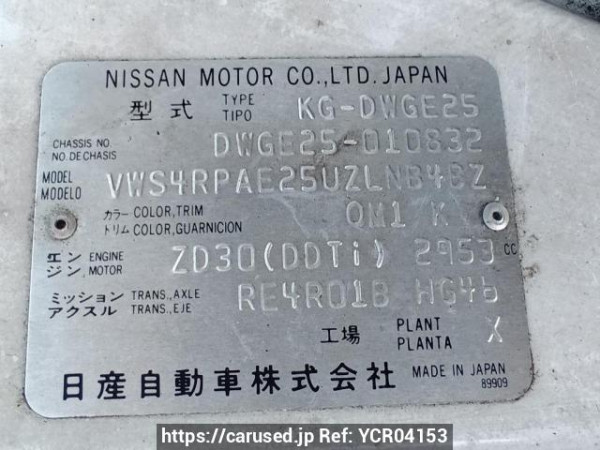 NISSAN MOTOR CO.,LTD.JAPAN
型式 TYPE TIPO KG-DWGE25
CHASSIS NO NO.DE CHASIS DWGE25-010832
MODEL MODELO VWS4RPAE25UZLNB4BZ
カラー COLOR,TRIM
トリム COLOR,GUARNICION QM1 K
エンジン ENGINE MOTOR ZD30(DDTi) 2953 cc
ミッション TRANS.,AXLE
アクスル TRANS.,EJE RE4R01B HG46
工場 PLANT PLANTA X
日産自動車株式会社 MADE IN JAPAN
89909
https://carused.jp Ref: YCR04153